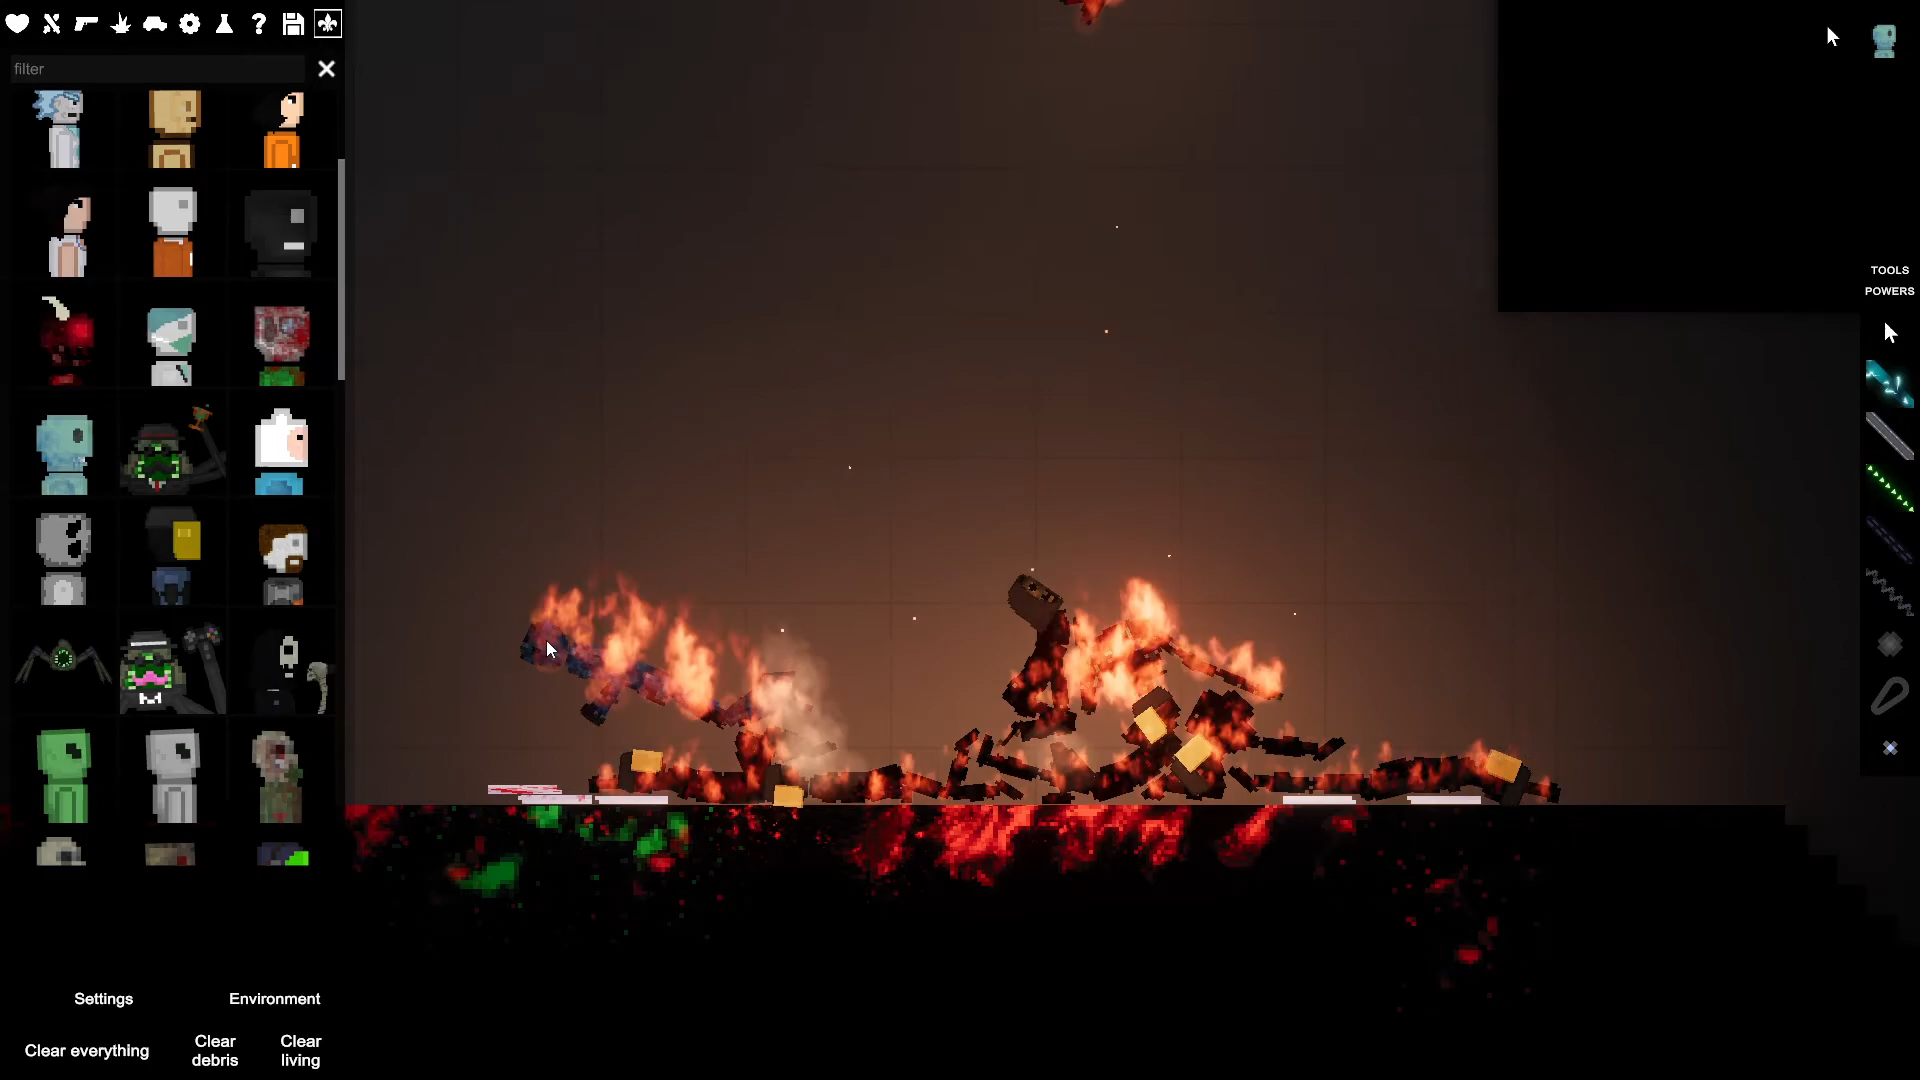 filter
TOOLS
POWERS
Settings
Environment
Clear everything
Clear
debris
Clear
living